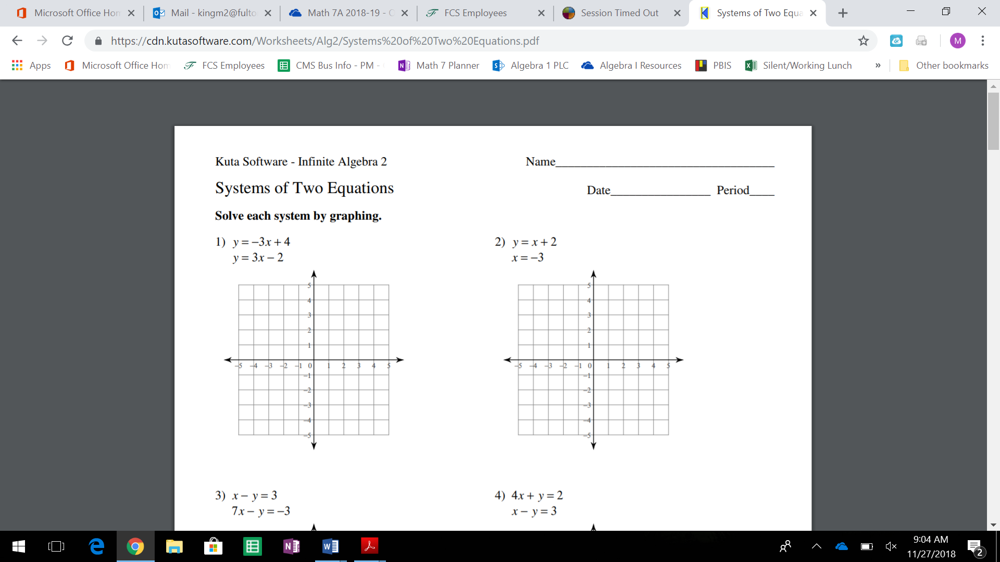 Microsoft Office Hom
Mail - kingm2@fulto
Math 7A 2018-19 - O
FCS Employees
Session Timed Out
Systems of Two Equa
https://cdn.kutasoftware.com/Worksheets/Alg2/Systems%20of%20Two%20Equations.pdf
M
Apps
Microsoft Office Hom
FCS Employees
CMS Bus Info - PM -
Math 7 Planner
Algebra 1 PLC
Algebra I Resources
PBIS
Silent/Working Lunch
»
Other bookmarks
Kuta Software - Infinite Algebra 2
Name___________________________________
Systems of Two Equations
Date________________ Period____
Solve each system by graphing.
1) y = −3x + 4
y = 3x − 2
5
4
3
2
1
−5 −4 −3 −2 −1 0 1 2 3 4 5
−1
−2
−3
−4
−5
2) y = x + 2
x = −3
5
4
3
2
1
−5 −4 −3 −2 −1 0 1 2 3 4 5
−1
−2
−3
−4
−5
3) x − y = 3
7x − y = −3
4) 4x + y = 2
x − y = 3
9:04 AM
11/27/2018
2